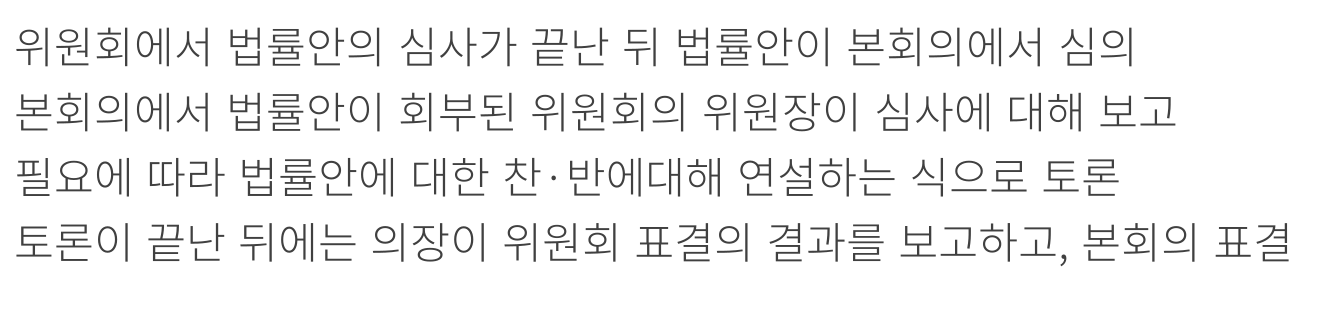 위원회에서 법률안의 심사가 끝난 뒤 법률안이 본회의에서 심의
본회의에서 법률안이 회부된 위원회의 위원장이 심사에 대해 보고
필요에 따라 법률안에 대한 찬·반에대해 연설하는 식으로 토론
토론이 끝난 뒤에는 의장이 위원회 표결의 결과를 보고하고, 본회의 표결